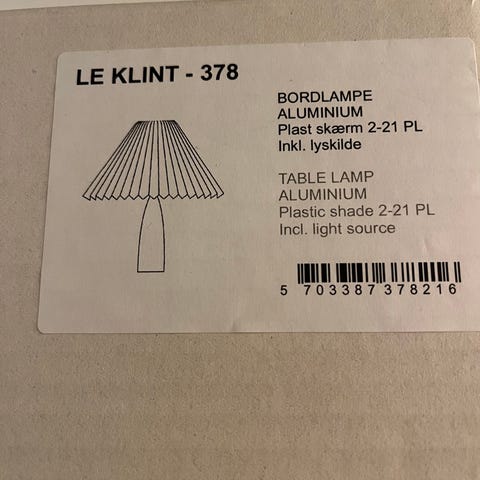 LE KLINT - 378
BORDLAMPE
ALUMINIUM
Plast skærm 2-21 PL
Inkl. lyskilde
TABLE LAMP
ALUMINIUM
Plastic shade 2-21 PL
Incl. light source
5 703387 378216